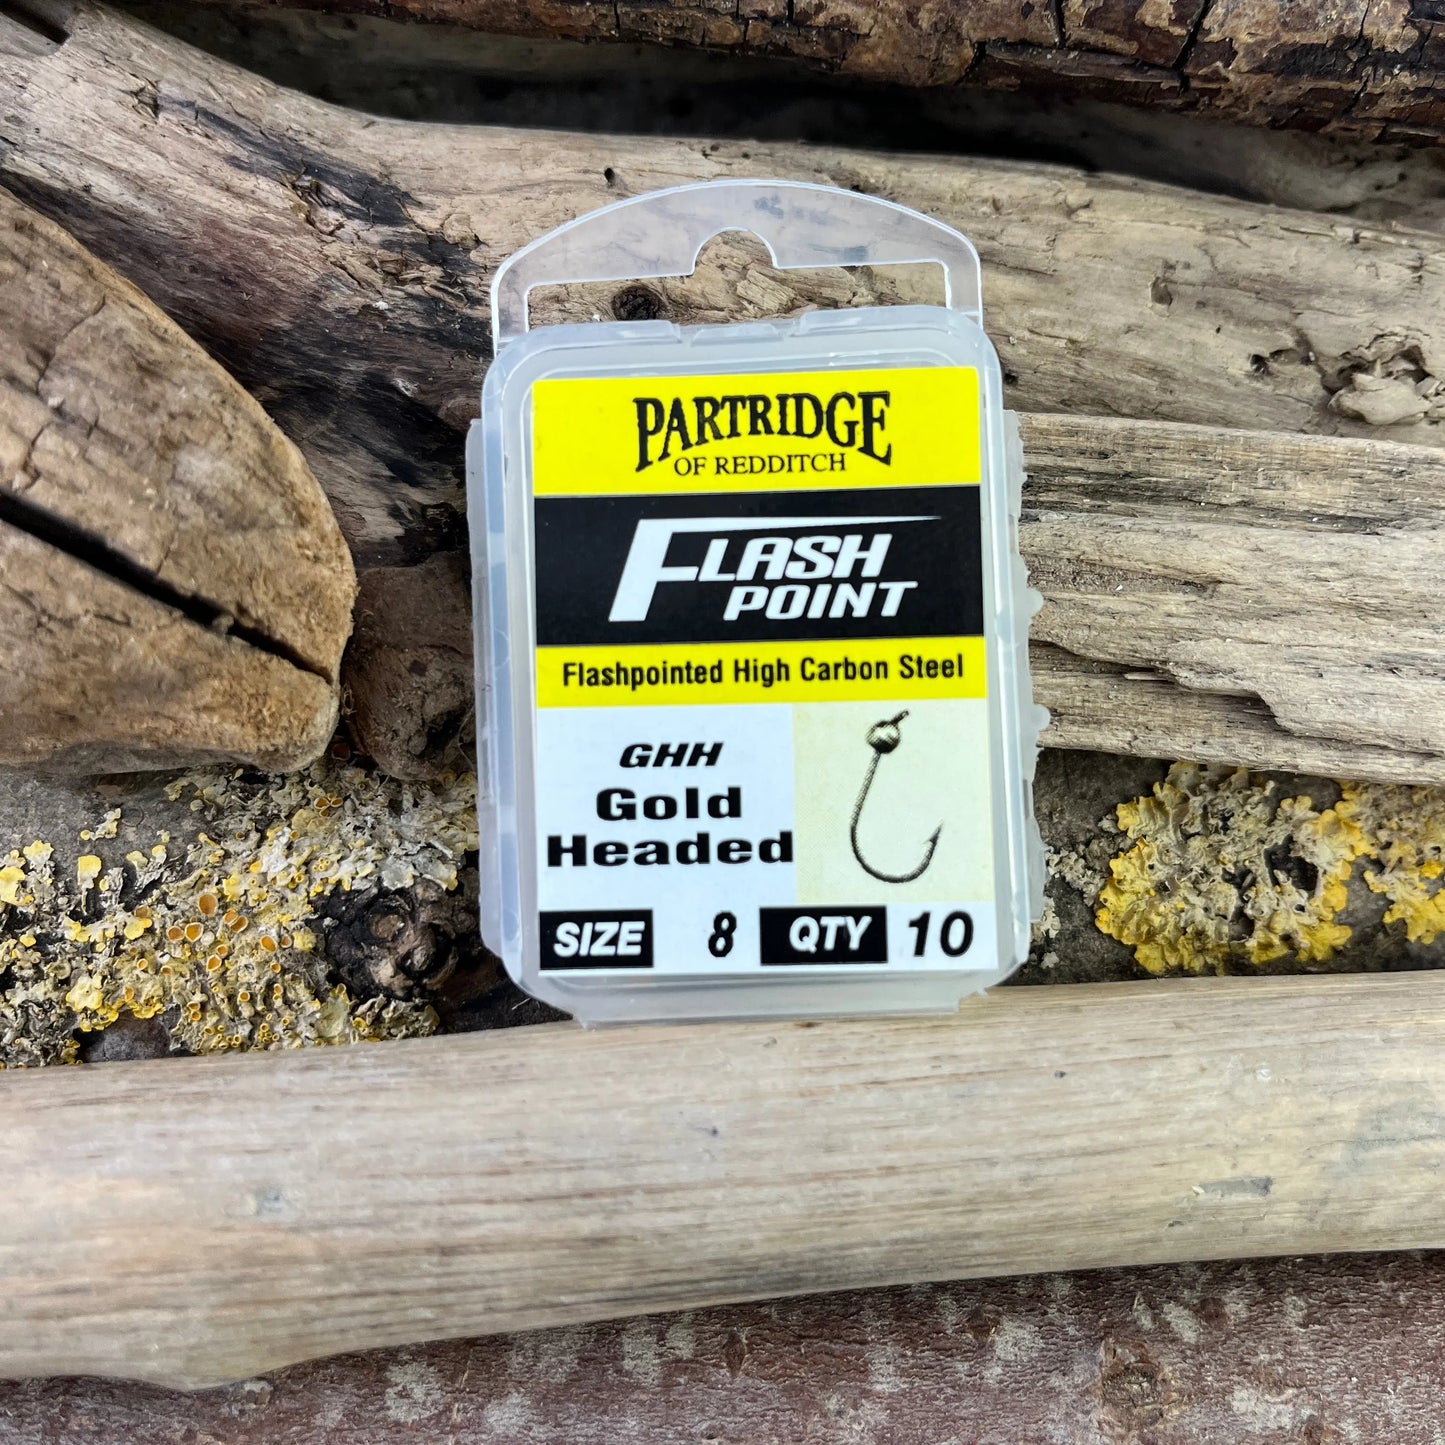 PARTRIDGE
OF REDDITCH
FLASH
POINT
Flashpointed High Carbon Steel
GHH
Gold
Headed
SIZE 8 QTY 10